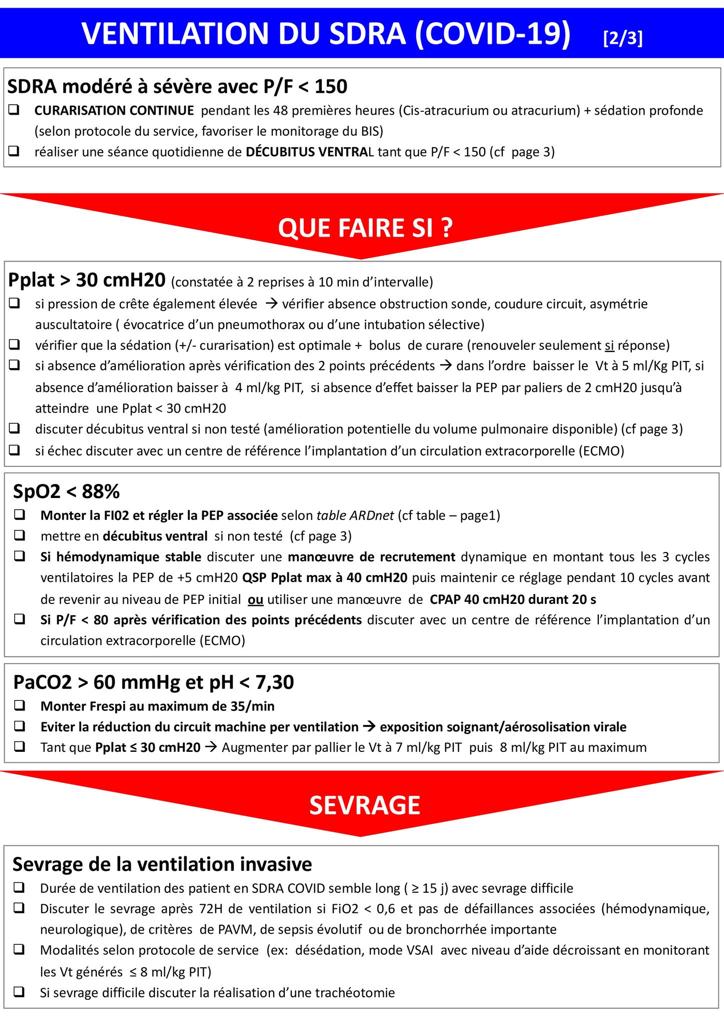 VENTILATION DU SDRA (COVID-19) [2/3]
SDRA modéré à sévère avec P/F < 150
❑ CURARISATION CONTINUE pendant les 48 premières heures (Cis-atracurium ou atracurium) + sédation profonde
(selon protocole du service, favoriser le monitorage du BIS)
❑ réaliser une séance quotidienne de DÉCUBITUS VENTRAL tant que P/F < 150 (cf page 3)
QUE FAIRE SI ?
Pplat > 30 cmH20 (constatée à 2 reprises à 10 min d'intervalle)
❑ si pression de crête également élevée → vérifier absence obstruction sonde, coudure circuit, asymétrie
auscultatoire ( évocatrice d'un pneumothorax ou d'une intubation sélective)
❑ vérifier que la sédation (+/- curarisation) est optimale + bolus de curare (renouveler seulement si réponse)
❑ si absence d'amélioration après vérification des 2 points précédents → dans l'ordre baisser le Vt à 5 ml/Kg PIT, si
absence d'amélioration baisser à 4 ml/kg PIT, si absence d'effet baisser la PEP par paliers de 2 cmH20 jusqu'à
atteindre une Pplat < 30 cmH20
❑ discuter décubitus ventral si non testé (amélioration potentielle du volume pulmonaire disponible) (cf page 3)
❑ si échec discuter avec un centre de référence l'implantation d'un circulation extracorporelle (ECMO)
SpO2 < 88%
❑ Monter la FI02 et régler la PEP associée selon table ARDnet (cf table – page1)
❑ mettre en décubitus ventral si non testé (cf page 3)
❑ Si hémodynamique stable discuter une manœuvre de recrutement dynamique en montant tous les 3 cycles
ventilatoires la PEP de +5 cmH20 QSP Pplat max à 40 cmH20 puis maintenir ce réglage pendant 10 cycles avant
de revenir au niveau de PEP initial ou utiliser une manœuvre de CPAP 40 cmH20 durant 20 s
❑ Si P/F < 80 après vérification des points précédents discuter avec un centre de référence l'implantation d'un
circulation extracorporelle (ECMO)
PaCO2 > 60 mmHg et pH < 7,30
❑ Monter Frespi au maximum de 35/min
❑ Eviter la réduction du circuit machine per ventilation → exposition soignant/aérosolisation virale
❑ Tant que Pplat ≤ 30 cmH20 → Augmenter par pallier le Vt à 7 ml/kg PIT puis 8 ml/kg PIT au maximum
SEVRAGE
Sevrage de la ventilation invasive
❑ Durée de ventilation des patient en SDRA COVID semble long ( ≥ 15 j) avec sevrage difficile
❑ Discuter le sevrage après 72H de ventilation si FiO2 < 0,6 et pas de défaillances associées (hémodynamique,
neurologique), de critères de PAVM, de sepsis évolutif ou de bronchorrhée importante
❑ Modalités selon protocole de service (ex: désédation, mode VSAI avec niveau d'aide décroissant en monitorant
les Vt générés ≤ 8 ml/kg PIT)
❑ Si sevrage difficile discuter la réalisation d'une trachéotomie